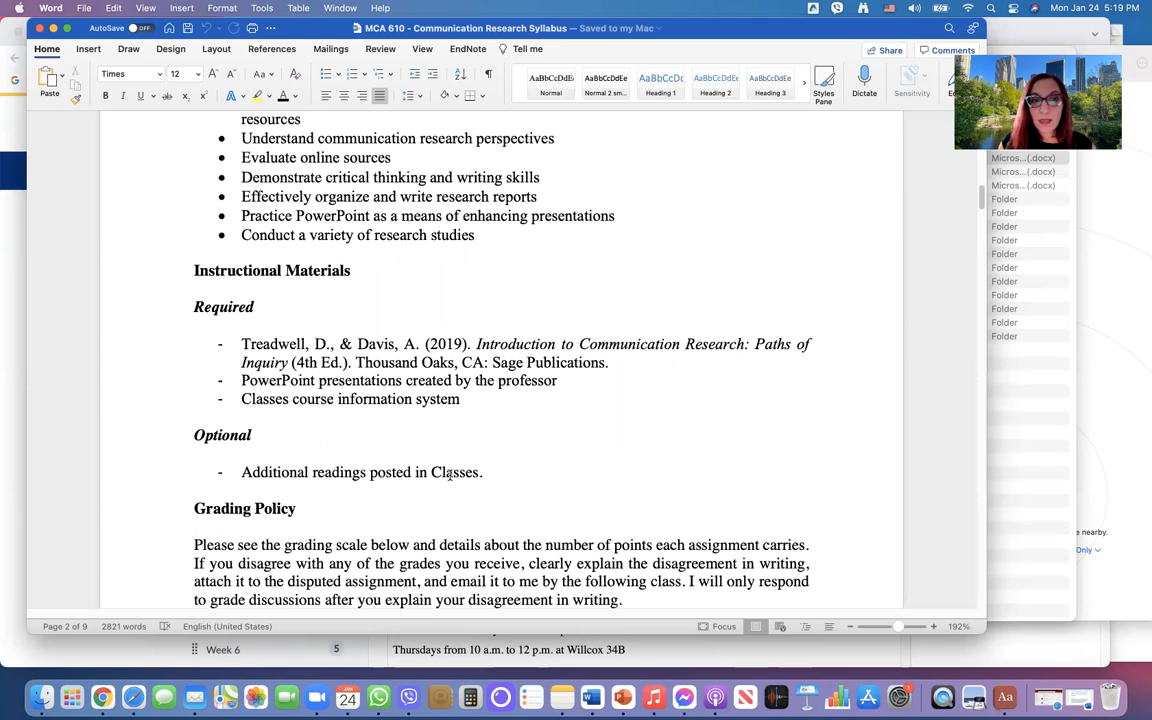 Word File Edit View Insert Format Tools Table Window Help
Mon Jan 24 5:19 PM
AutoSave OFF
MCA 610 - Communication Research Syllabus — Saved to my Mac
Home Insert Draw Design Layout References Mailings Review View EndNote Tell me
Share Comments
Paste
Times 12
AaBbCcDdEe AaBbCcDdEe AaBbCcDc AaBbCcDdEe AaBbCcDdEe
Normal Normal 2 sm... Heading 1 Heading 2 Heading 3
Styles Pane
Dictate
Sensitivity
resources
• Understand communication research perspectives
• Evaluate online sources
• Demonstrate critical thinking and writing skills
• Effectively organize and write research reports
• Practice PowerPoint as a means of enhancing presentations
• Conduct a variety of research studies
Instructional Materials
Required
- Treadwell, D., & Davis, A. (2019). Introduction to Communication Research: Paths of
Inquiry (4th Ed.). Thousand Oaks, CA: Sage Publications.
- PowerPoint presentations created by the professor
- Classes course information system
Optional
- Additional readings posted in Classes.
Grading Policy
Please see the grading scale below and details about the number of points each assignment carries.
If you disagree with any of the grades you receive, clearly explain the disagreement in writing,
attach it to the disputed assignment, and email it to me by the following class. I will only respond
to grade discussions after you explain your disagreement in writing.
Page 2 of 9 2821 words English (United States)
Focus 192%
Micros...(.docx)
Micros...(.docx)
Micros...(.docx)
Folder
Folder
Folder
Folder
Folder
Folder
Folder
Folder
Folder
Folder
Folder
e nearby.
Only
Week 6 5
Thursdays from 10 a.m. to 12 p.m. at Willcox 34B
JAN
24
Aa